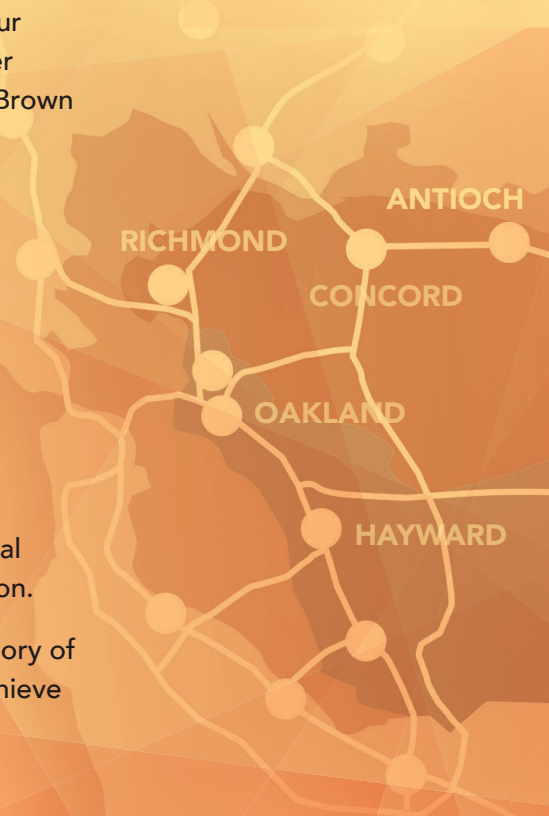 ur
er
Brown
ANTIOCH
RICHMOND
CONCORD
OAKLAND
HAYWARD
al
on.
ory of
hieve